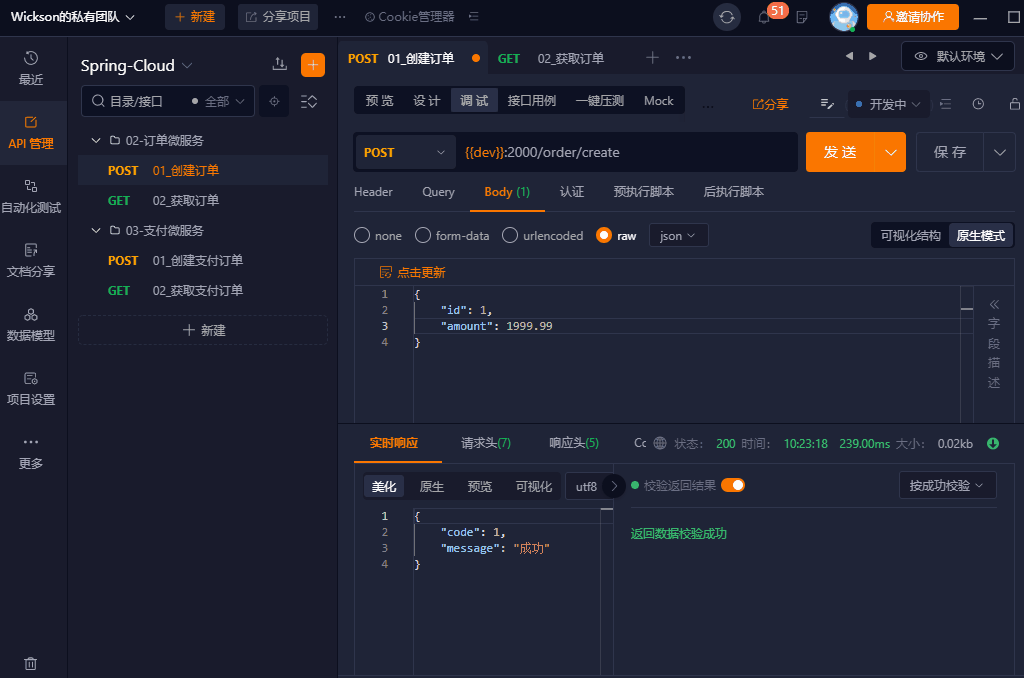 Wickson的私有团队
新建
分享项目
Cookie管理器
51
邀请协作
最近
API 管理
自动化测试
文档分享
数据模型
项目设置
更多
Spring-Cloud
目录/接口
全部
02-订单微服务
POST 01_创建订单
GET 02_获取订单
03-支付微服务
POST 01_创建支付订单
GET 02_获取支付订单
新建
POST 01_创建订单
GET 02_获取订单
默认环境
预览 设计 调试 接口用例 一键压测 Mock
分享
开发中
POST {{dev}}:2000/order/create
发送
保存
Header Query Body (1) 认证 预执行脚本 后执行脚本
none form-data urlencoded raw json
可视化结构 原生模式
点击更新
1 {
2 "id": 1,
3 "amount": 1999.99
4 }
字段描述
实时响应 请求头(7) 响应头(5) Cc 状态: 200 时间: 10:23:18 239.00ms 大小: 0.02kb
美化 原生 预览 可视化 utf8
校验返回结果
按成功校验
1 {
2 "code": 1,
3 "message": "成功"
4 }
返回数据校验成功